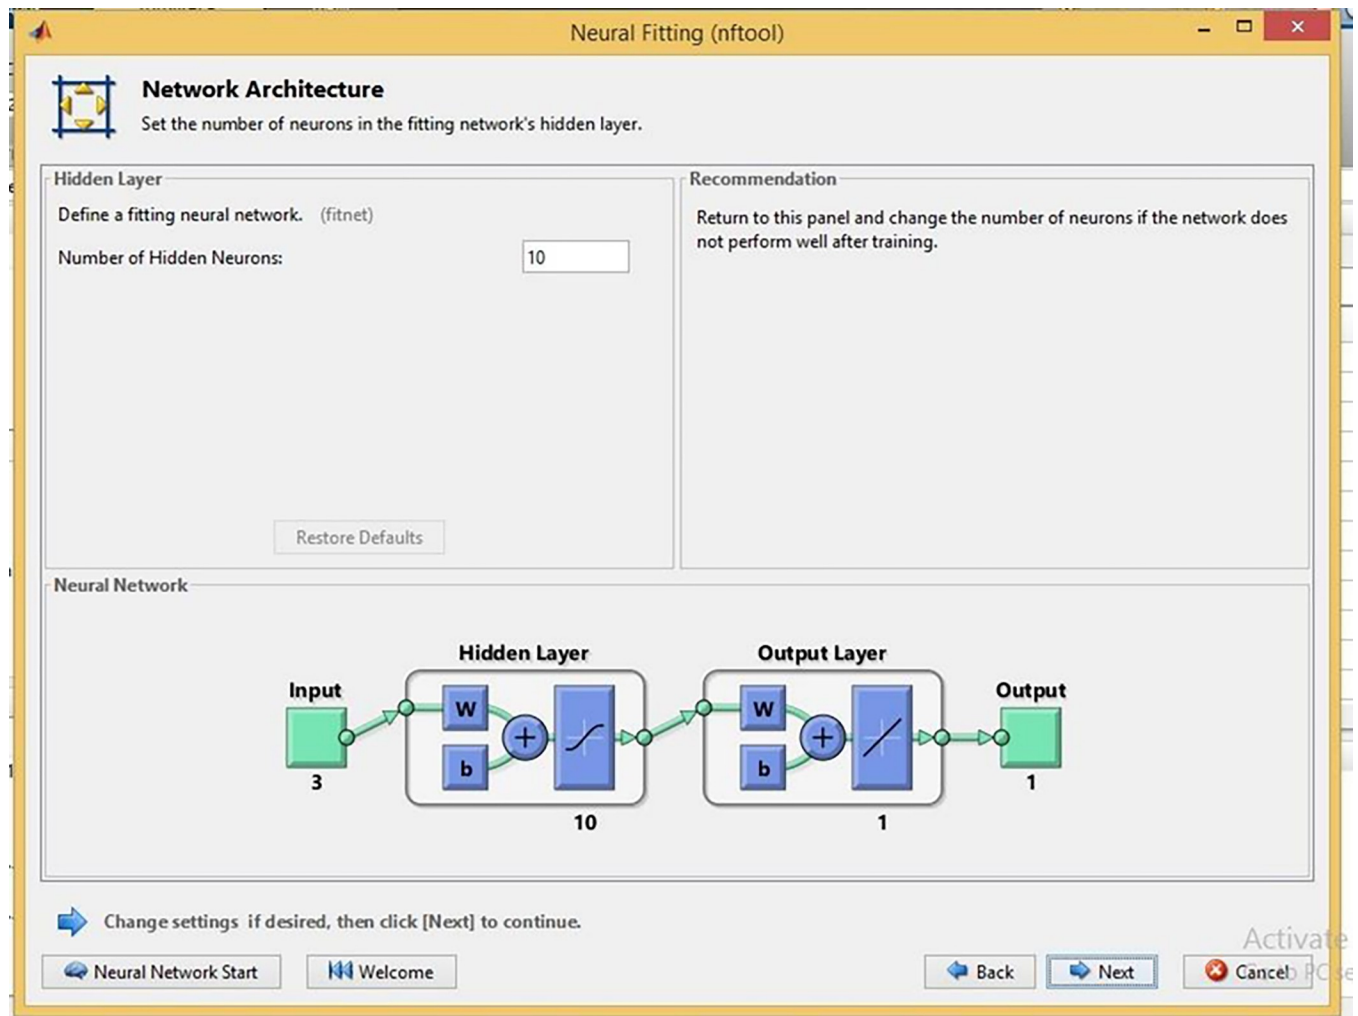 Neural Fitting (nftool)
Network Architecture
Set the number of neurons in the fitting network's hidden layer.
Hidden Layer
Define a fitting neural network. (fitnet)
Number of Hidden Neurons: 10
Restore Defaults
Recommendation
Return to this panel and change the number of neurons if the network does
not perform well after training.
Neural Network
Hidden Layer
Output Layer
Input
Output
W
W
+
+
b
b
3
1
10
1
Change settings if desired, then click [Next] to continue.
Activate
Neural Network Start
Welcome
Back
Next
Cancel
to PC se